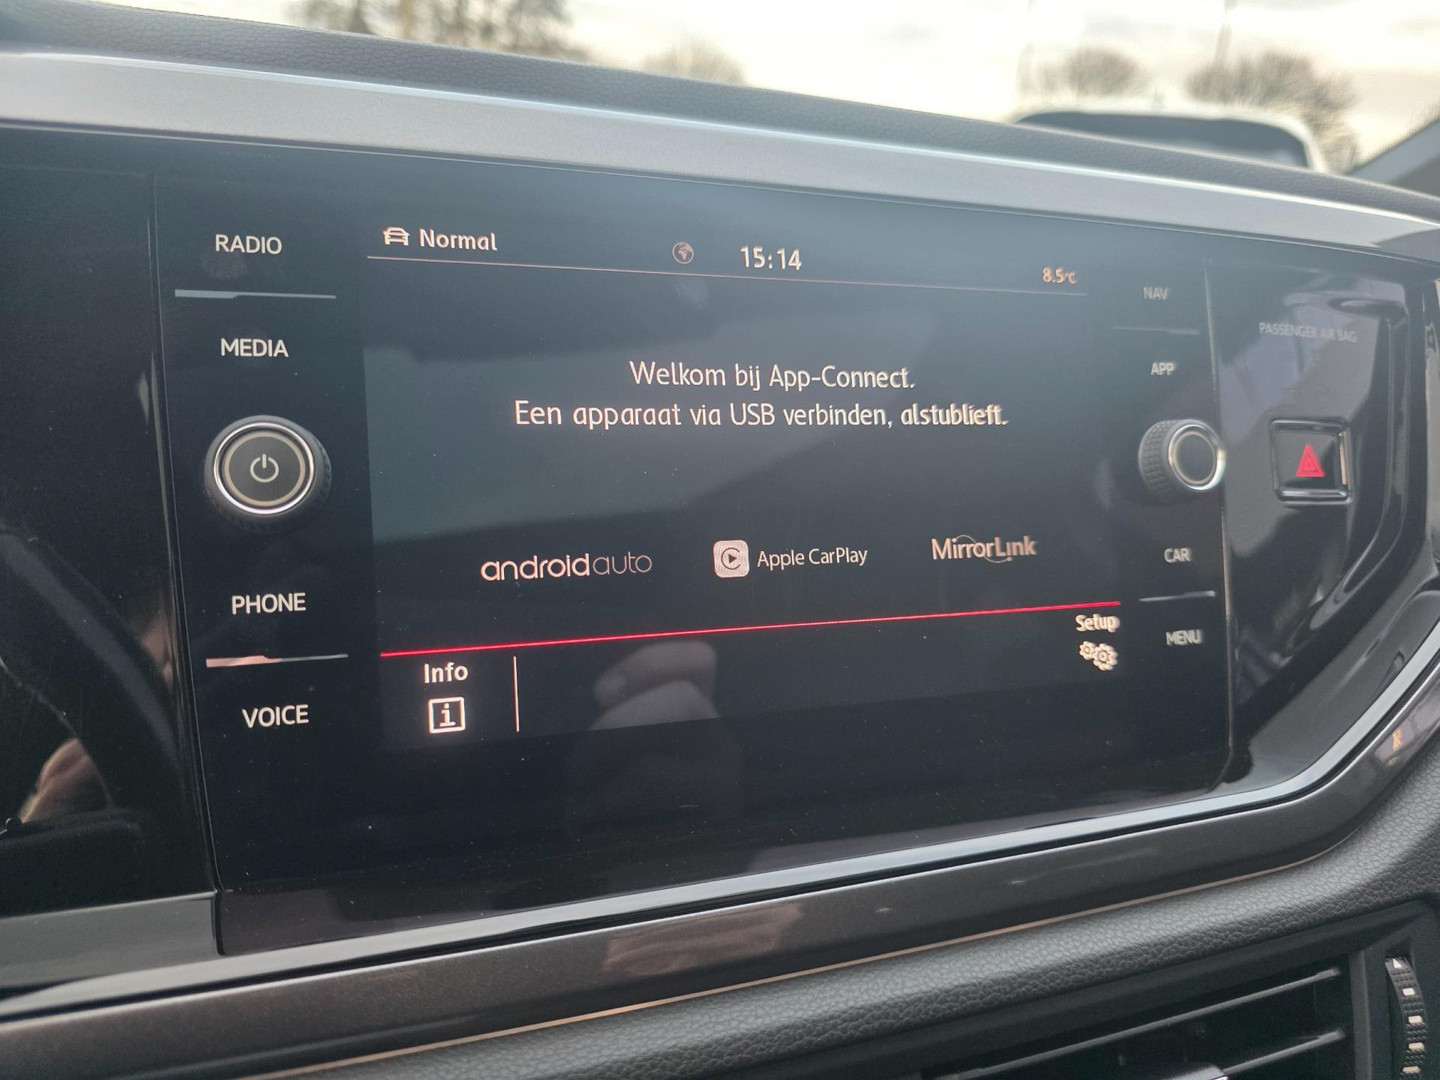 RADIO
MEDIA
PHONE
VOICE
Normal
15:14
8.5°C
Welkom bij App-Connect.
Een apparaat via USB verbinden, alstublieft.
androidauto
Apple CarPlay
MirrorLink
Setup
Info
i
NAV
APP
CAR
MENU
PASSENGER AIR BAG